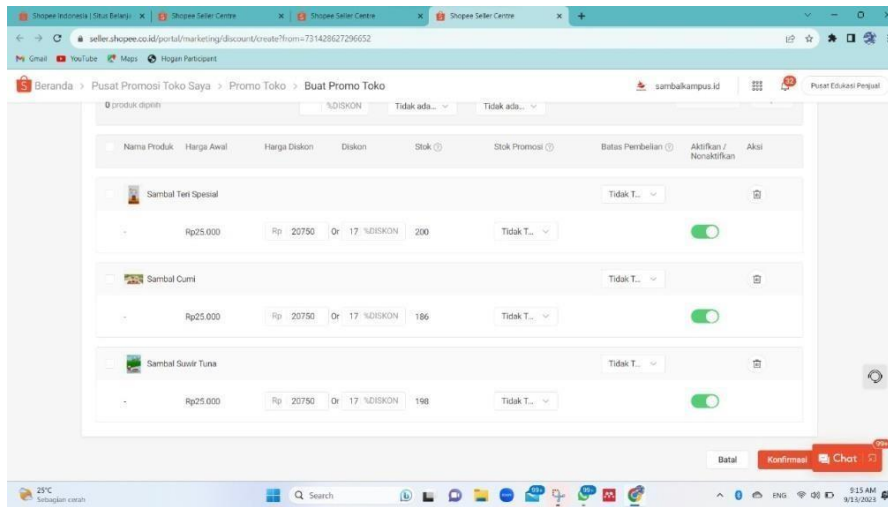 Shopee Indonesia | Situs Belanja
Shopee Seller Centre
Shopee Seller Centre
Shopee Seller Centre
seller.shopee.co.id/portal/marketing/discount/create?from=731428627296652
Gmail YouTube Maps Hogan Participant
Beranda > Pusat Promosi Toko Saya > Promo Toko > Buat Promo Toko
sambalkampus.id
32
Pusat Edukasi Penjual
0 produk dipilih %DISKON Tidak ada... Tidak ada...
Nama Produk Harga Awal Harga Diskon Diskon Stok Stok Promosi Batas Pembelian Aktifkan / Nonaktifkan Aksi
Sambal Teri Spesial Tidak T...
- Rp25.000 Rp 20750 Or 17 %DISKON 200 Tidak T...
Sambal Cumi Tidak T...
- Rp25.000 Rp 20750 Or 17 %DISKON 186 Tidak T...
Sambal Suwir Tuna Tidak T...
- Rp25.000 Rp 20750 Or 17 %DISKON 198 Tidak T...
Batal Konfirmasi Chat 99+
25°C
Sebagian cerah
Search
99+
99+
ENG
9:15 AM
9/13/2023